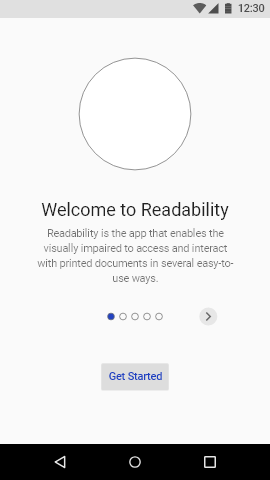 12:30
Welcome to Readability
Readability is the app that enables the
visually impaired to access and interact
with printed documents in several easy-to-
use ways.
Get Started